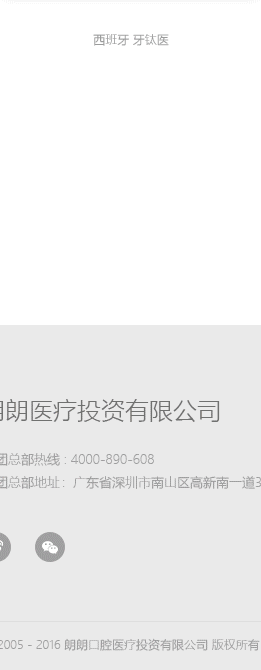 西班牙 牙钛医
朗朗医疗投资有限公司
团总部热线 : 4000-890-608
团总部地址 : 广东省深圳市南山区高新南一道3
2005 - 2016 朗朗口腔医疗投资有限公司 版权所有